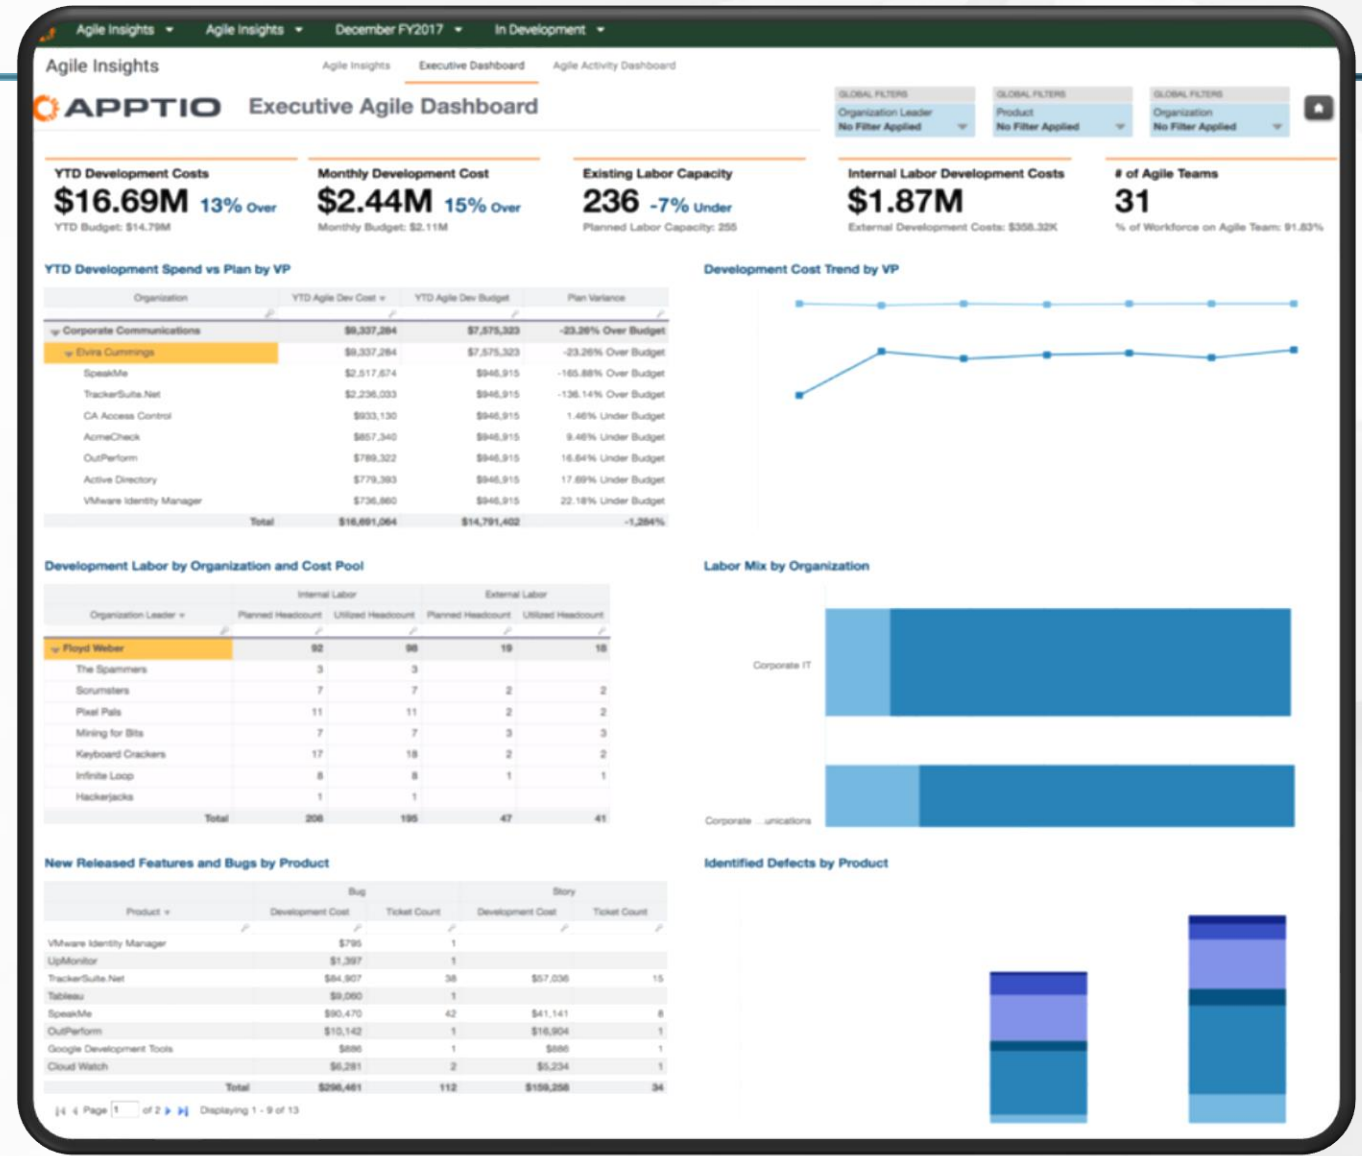 Agile Insights Agile Insights December FY2017 In Development
Agile Insights Agile Insights Executive Dashboard Agile Activity Dashboard
APPTIO Executive Agile Dashboard
GLOBAL FILTERS GLOBAL FILTERS GLOBAL FILTERS
Organization Leader Product Organization
No Filter Applied No Filter Applied No Filter Applied
YTD Development Costs Monthly Development Cost Existing Labor Capacity Internal Labor Development Costs # of Agile Teams
$16.69M 13% Over $2.44M 15% Over 236 -7% Under $1.87M 31
YTD Budget: $14.79M Monthly Budget: $2.11M Planned Labor Capacity: 255 External Development Costs: $356.32K % of Workforce on Agile Team: 91.83%
YTD Development Spend vs Plan by VP
Organization YTD Agile Dev Cost YTD Agile Dev Budget Plan Variance
Corporate Communications $9,337,284 $7,575,323 -23.26% Over Budget
Elvira Cummings $9,337,284 $7,575,323 -23.26% Over Budget
SpeakMe $2,517,674 $946,915 -165.88% Over Budget
TrackerSuite.Net $2,236,033 $946,915 -136.14% Over Budget
CA Access Control $933,130 $946,915 1.46% Under Budget
AcmeCheck $857,340 $946,915 9.46% Under Budget
OutPerform $789,322 $946,915 16.64% Under Budget
Active Directory $779,393 $946,915 17.69% Under Budget
VMware Identity Manager $736,860 $946,915 22.18% Under Budget
Total $16,691,064 $14,791,402 -1,284%
Development Cost Trend by VP
Development Labor by Organization and Cost Pool
Internal Labor External Labor
Organization Leader Planned Headcount Utilized Headcount Planned Headcount Utilized Headcount
Floyd Weber 92 98 19 18
The Spammers 3 3
Scrumsters 7 7 2 2
Pixel Pals 11 11 2 2
Mining for Bits 7 7 3 3
Keyboard Crackers 17 18 2 2
Infinite Loop 8 8 1 1
Hackerjacks 1 1
Total 208 195 47 41
Labor Mix by Organization
Corporate IT
Corporate ...unications
New Released Features and Bugs by Product
Bug Story
Product Development Cost Ticket Count Development Cost Ticket Count
VMware Identity Manager $795 1
UpMonitor $1,397 1
TrackerSuite.Net $84,907 38 $57,036 15
Tableau $9,060 1
SpeakMe $90,470 42 $41,141 8
OutPerform $10,142 1 $16,904 1
Google Development Tools $886 1 $886 1
Cloud Watch $6,281 2 $5,234 1
Total $298,461 112 $159,258 34
Page 1 of 2 Displaying 1 - 9 of 13
Identified Defects by Product